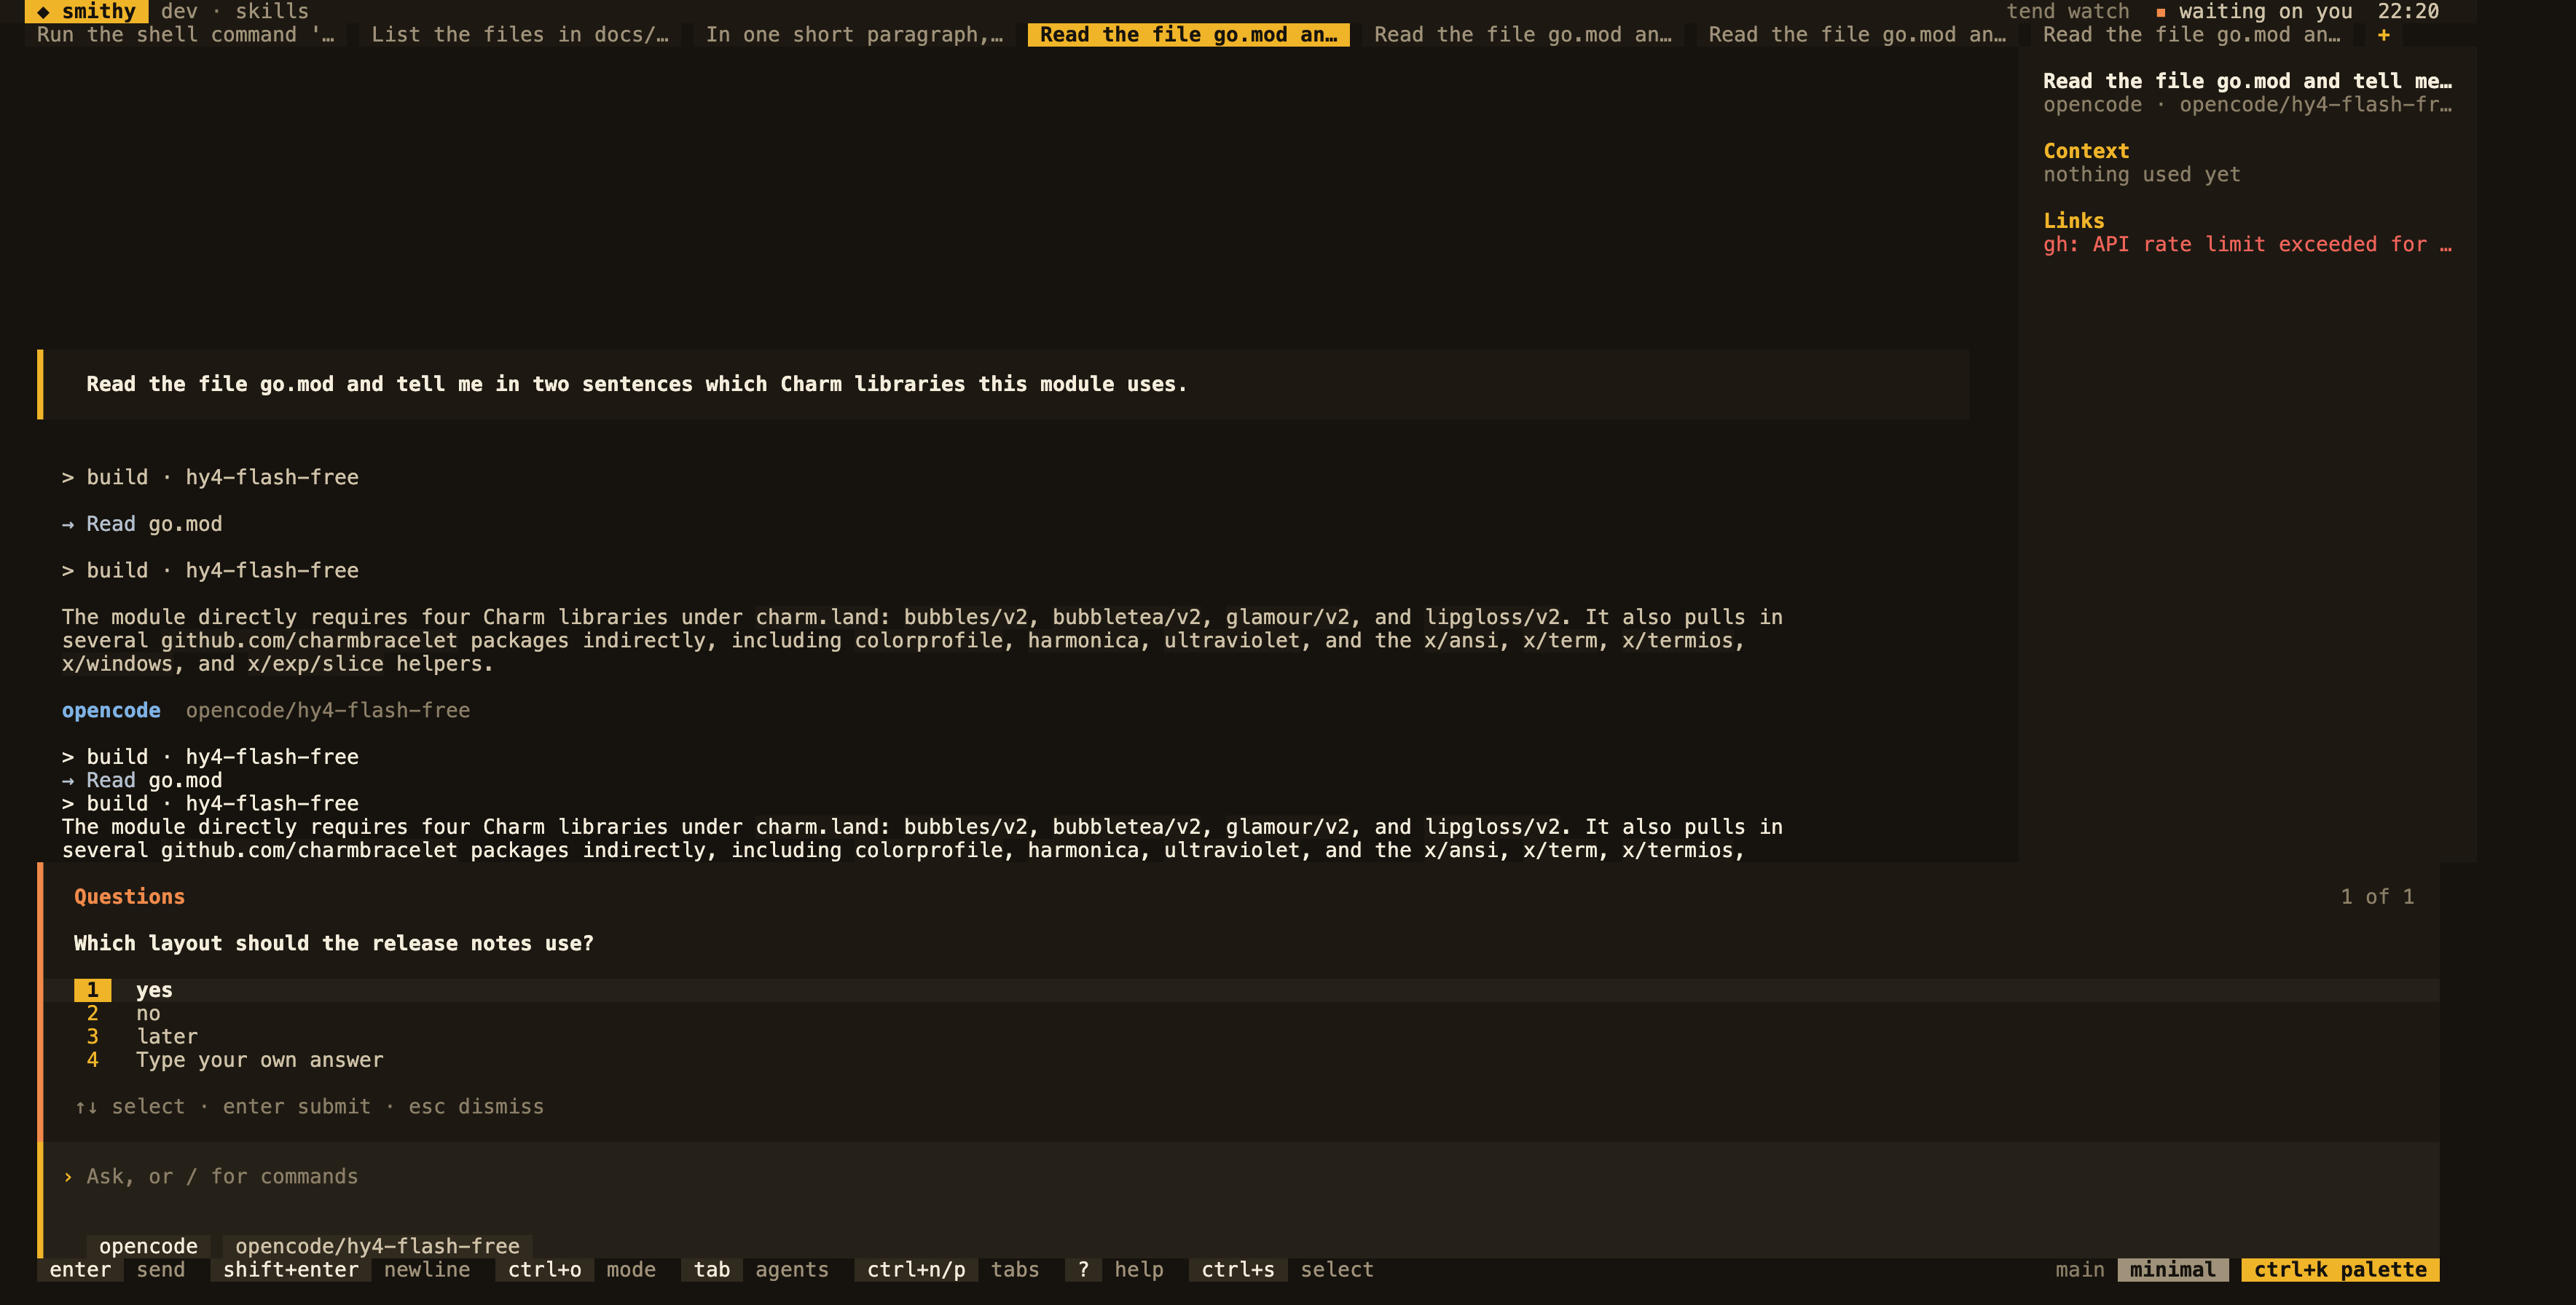 ◆ smithy dev · skills tend watch ▪ waiting on you 22:20
Run the shell command '… List the files in docs/… In one short paragraph,… Read the file go.mod an… Read the file go.mod an… Read the file go.mod an… Read the file go.mod an… +
Read the file go.mod and tell me…
opencode · opencode/hy4-flash-fr…
Context
nothing used yet
Links
gh: API rate limit exceeded for …
Read the file go.mod and tell me in two sentences which Charm libraries this module uses.
> build · hy4-flash-free
→ Read go.mod
> build · hy4-flash-free
The module directly requires four Charm libraries under charm.land: bubbles/v2, bubbletea/v2, glamour/v2, and lipgloss/v2. It also pulls in
several github.com/charmbracelet packages indirectly, including colorprofile, harmonica, ultraviolet, and the x/ansi, x/term, x/termios,
x/windows, and x/exp/slice helpers.
opencode opencode/hy4-flash-free
> build · hy4-flash-free
→ Read go.mod
> build · hy4-flash-free
The module directly requires four Charm libraries under charm.land: bubbles/v2, bubbletea/v2, glamour/v2, and lipgloss/v2. It also pulls in
several github.com/charmbracelet packages indirectly, including colorprofile, harmonica, ultraviolet, and the x/ansi, x/term, x/termios,
Questions 1 of 1
Which layout should the release notes use?
1 yes
2 no
3 later
4 Type your own answer
↑↓ select · enter submit · esc dismiss
› Ask, or / for commands
opencode opencode/hy4-flash-free
enter send shift+enter newline ctrl+o mode tab agents ctrl+n/p tabs ? help ctrl+s select main minimal ctrl+k palette